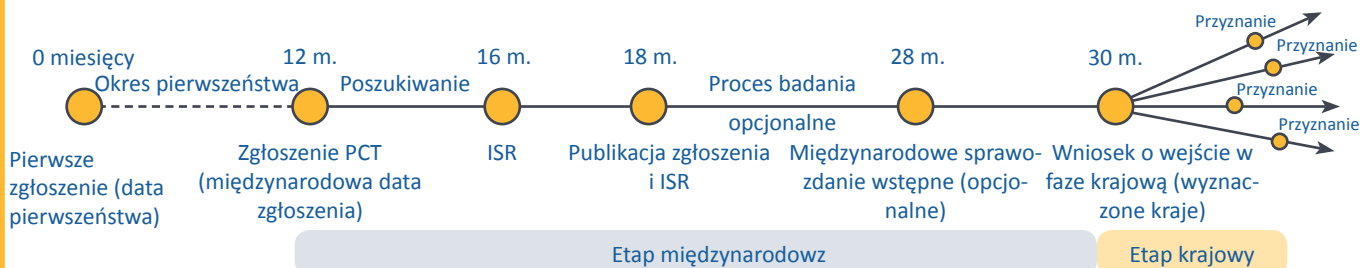 0 miesięcy
12 m.
16 m.
18 m.
28 m.
30 m.
Przyznanie
Przyznanie
Przyznanie
Przyznanie
Okres pierwszeństwa
Poszukiwanie
Proces badania
opcjonalne
Pierwsze
zgłoszenie (data
pierwszeństwa)
Zgłoszenie PCT
(międzynarodowa data
zgłoszenia)
ISR
Publikacja zgłoszenia
i ISR
Międzynarodowe sprawo-
zdanie wstępne (opcjo-
nalne)
Wniosek o wejście w
faze krajową (wyznac-
zone kraje)
Etap międzynarodowz
Etap krajowy